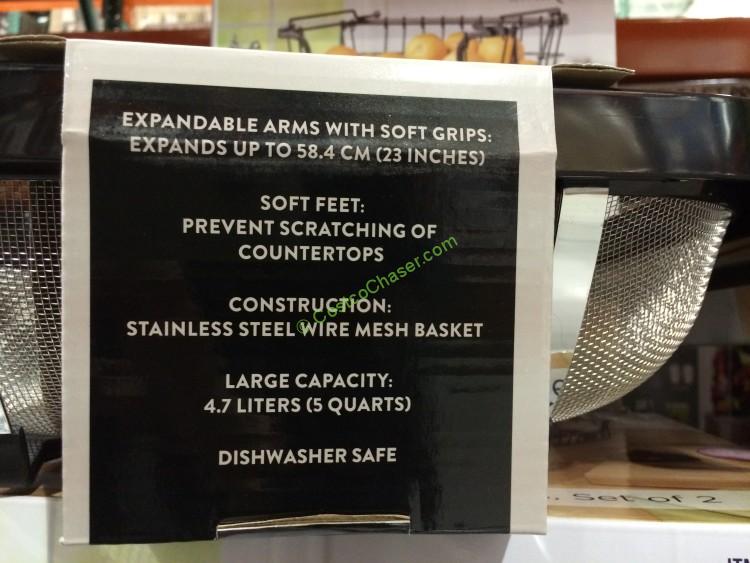 EXPANDABLE ARMS WITH SOFT GRIPS:
EXPANDS UP TO 58.4 CM (23 INCHES)
SOFT FEET:
PREVENT SCRATCHING OF
COUNTERTOPS
© CostcoChaser.com
CONSTRUCTION:
STAINLESS STEEL WIRE MESH BASKET
LARGE CAPACITY:
4.7 LITERS (5 QUARTS)
DISHWASHER SAFE
Set of 2